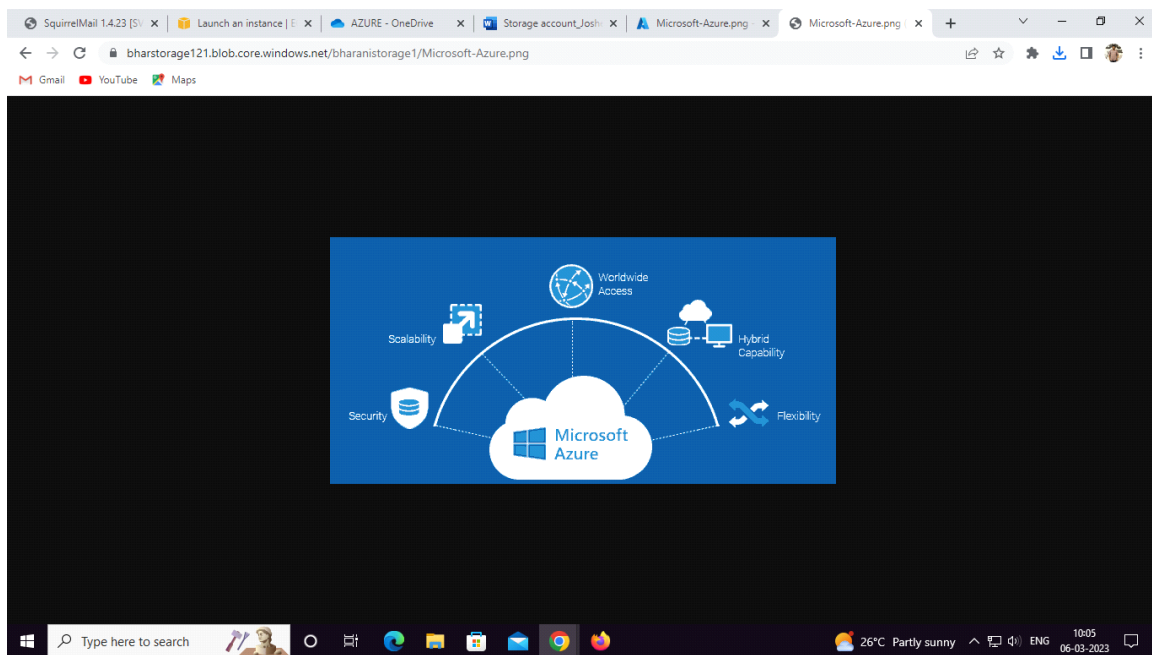 SquirrelMail 1.4.23 [SV
Launch an instance | E
AZURE - OneDrive
Storage account_Josh
Microsoft-Azure.png -
Microsoft-Azure.png
bharstorage121.blob.core.windows.net/bharanistorage1/Microsoft-Azure.png
Gmail
YouTube
Maps
Worldwide
Access
Scalability
Hybrid
Capability
Security
Flexibility
Microsoft
Azure
Type here to search
26°C Partly sunny
ENG
10:05
06-03-2023